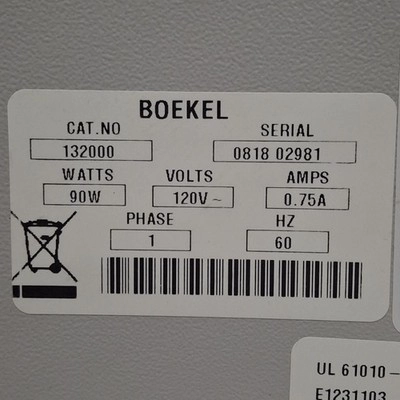 BOEKEL
CAT.NO SERIAL
132000 0818 02981
WATTS VOLTS AMPS
90W 120V~ 0.75A
PHASE HZ
1 60
UL 61010-
E1231103